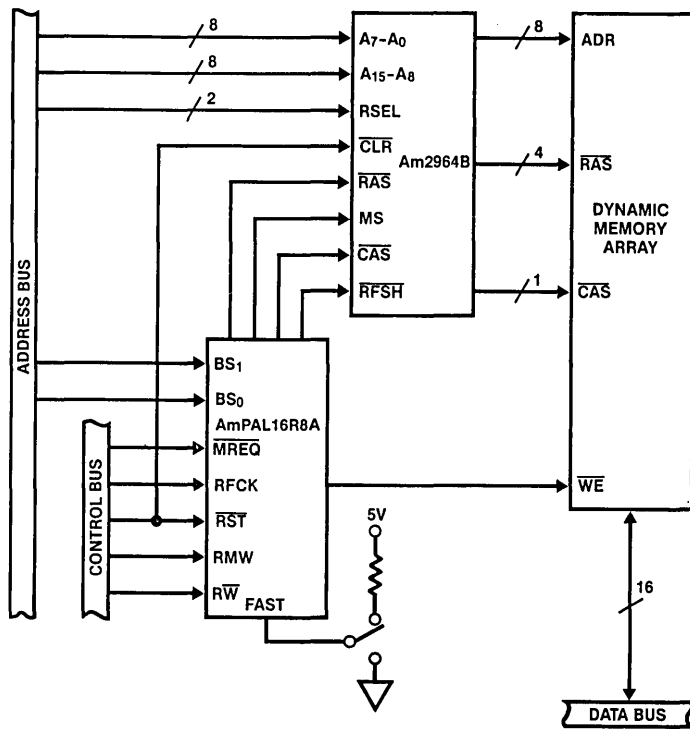 ADDRESS BUS
8
A7-A0
8
A15-A8
2
RSEL
CLR
RAS
MS
CAS
RFSH
Am2964B
8
ADR
4
RAS
DYNAMIC
MEMORY
ARRAY
1
CAS
WE
BS1
BS0
AmPAL16R8A
MREQ
RFCK
RST
RMW
RW
FAST
CONTROL BUS
5V
16
DATA BUS